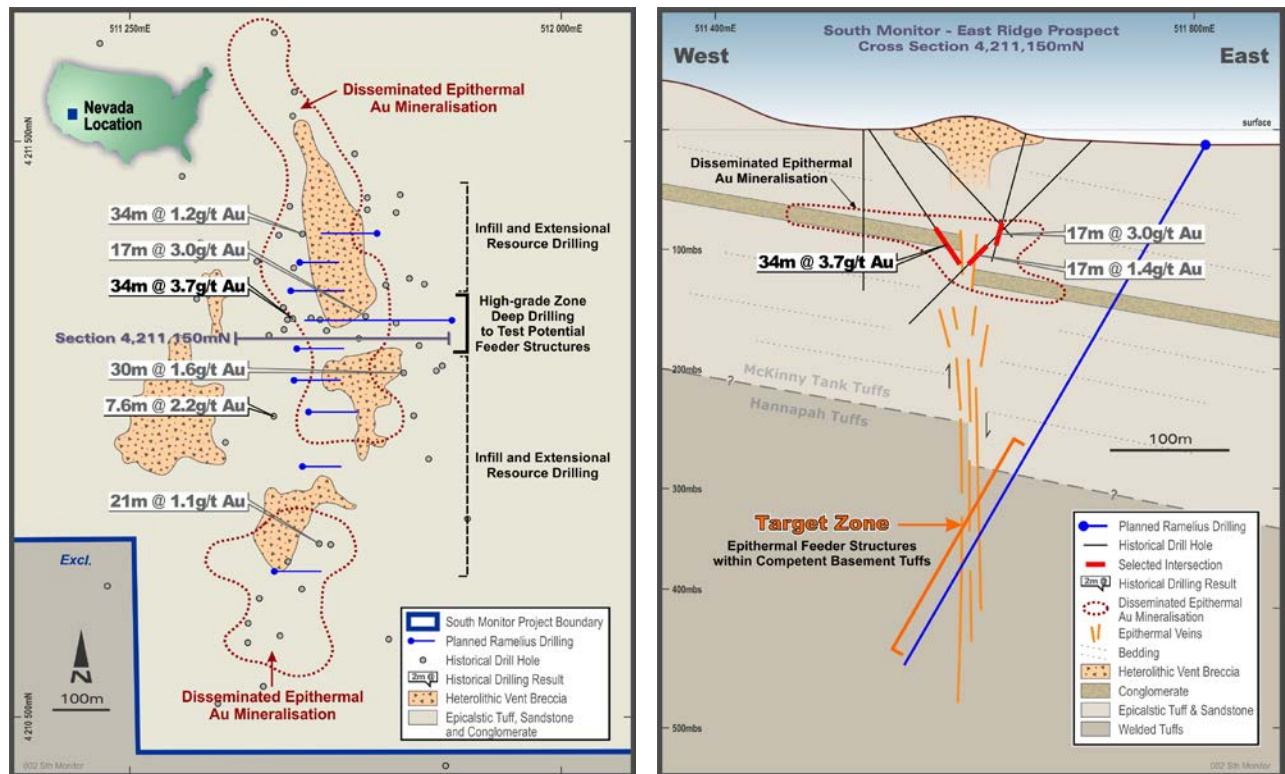 511 250mE
512 000mE
Nevada
Location
Disseminated Epithermal
Au Mineralisation
4 211 500mN
34m @ 1.2g/t Au
17m @ 3.0g/t Au
34m @ 3.7g/t Au
Infill and Extensional
Resource Drilling
High-grade Zone
Deep Drilling
to Test Potential
Feeder Structures
Section 4,211,150mN
30m @ 1.6g/t Au
7.6m @ 2.2g/t Au
Infill and Extensional
Resource Drilling
21m @ 1.1g/t Au
Excl.
N
100m
Disseminated Epithermal
Au Mineralisation
4 210 500mN
South Monitor Project Boundary
Planned Ramelius Drilling
Historical Drill Hole
2m @
Historical Drilling Result
Heterolithic Vent Breccia
Epicalstic Tuff, Sandstone
and Conglomerate
002 Sth Monitor
511 400mE
511 800mE
South Monitor - East Ridge Prospect
Cross Section 4,211,150mN
West
East
surface
Disseminated Epithermal
Au Mineralisation
17m @ 3.0g/t Au
100mbs
34m @ 3.7g/t Au
17m @ 1.4g/t Au
200mbs
?
McKinny Tank Tuffs
Hannapah Tuffs
100m
300mbs
?
Target Zone
Epithermal Feeder Structures
within Competent Basement Tuffs
400mbs
500mbs
Planned Ramelius Drilling
Historical Drill Hole
Selected Intersection
2m @
Historical Drilling Result
Disseminated Epithermal
Au Mineralisation
Epithermal Veins
Bedding
Heterolithic Vent Breccia
Conglomerate
Epicalstic Tuff & Sandstone
Welded Tuffs
002 Sth Monitor